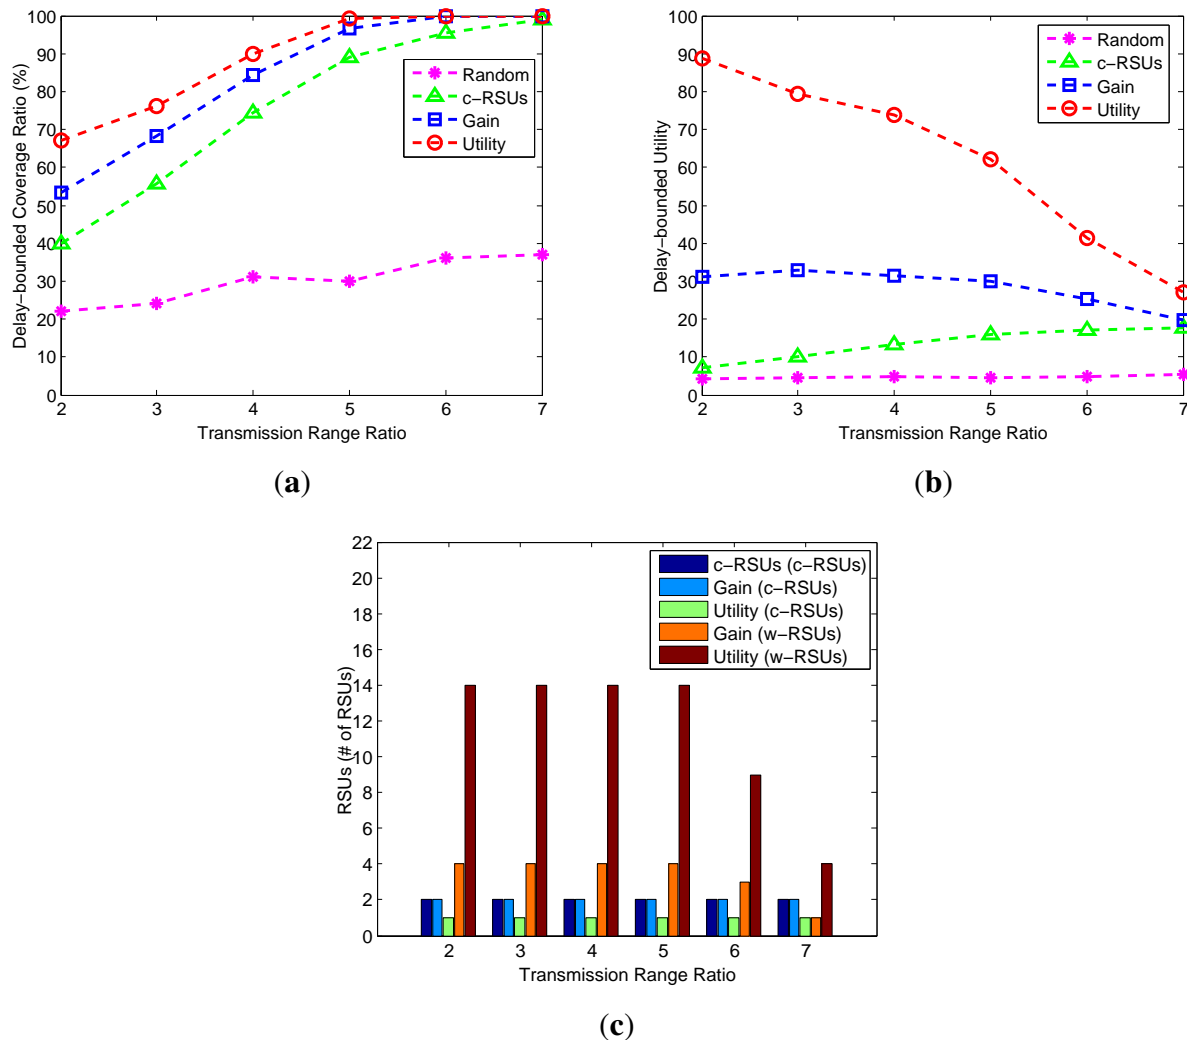 100
90
80
70
60
50
40
30
20
10
0
Delay−bounded Coverage Ratio (%)
Random
c−RSUs
Gain
Utility
2 3 4 5 6 7
Transmission Range Ratio
(a)
100
90
80
70
60
50
40
30
20
10
0
Delay−bounded Utility
Random
c−RSUs
Gain
Utility
2 3 4 5 6 7
Transmission Range Ratio
(b)
22
20
18
16
14
12
10
8
6
4
2
0
RSUs (# of RSUs)
c−RSUs (c−RSUs)
Gain (c−RSUs)
Utility (c−RSUs)
Gain (w−RSUs)
Utility (w−RSUs)
2 3 4 5 6 7
Transmission Range Ratio
(c)